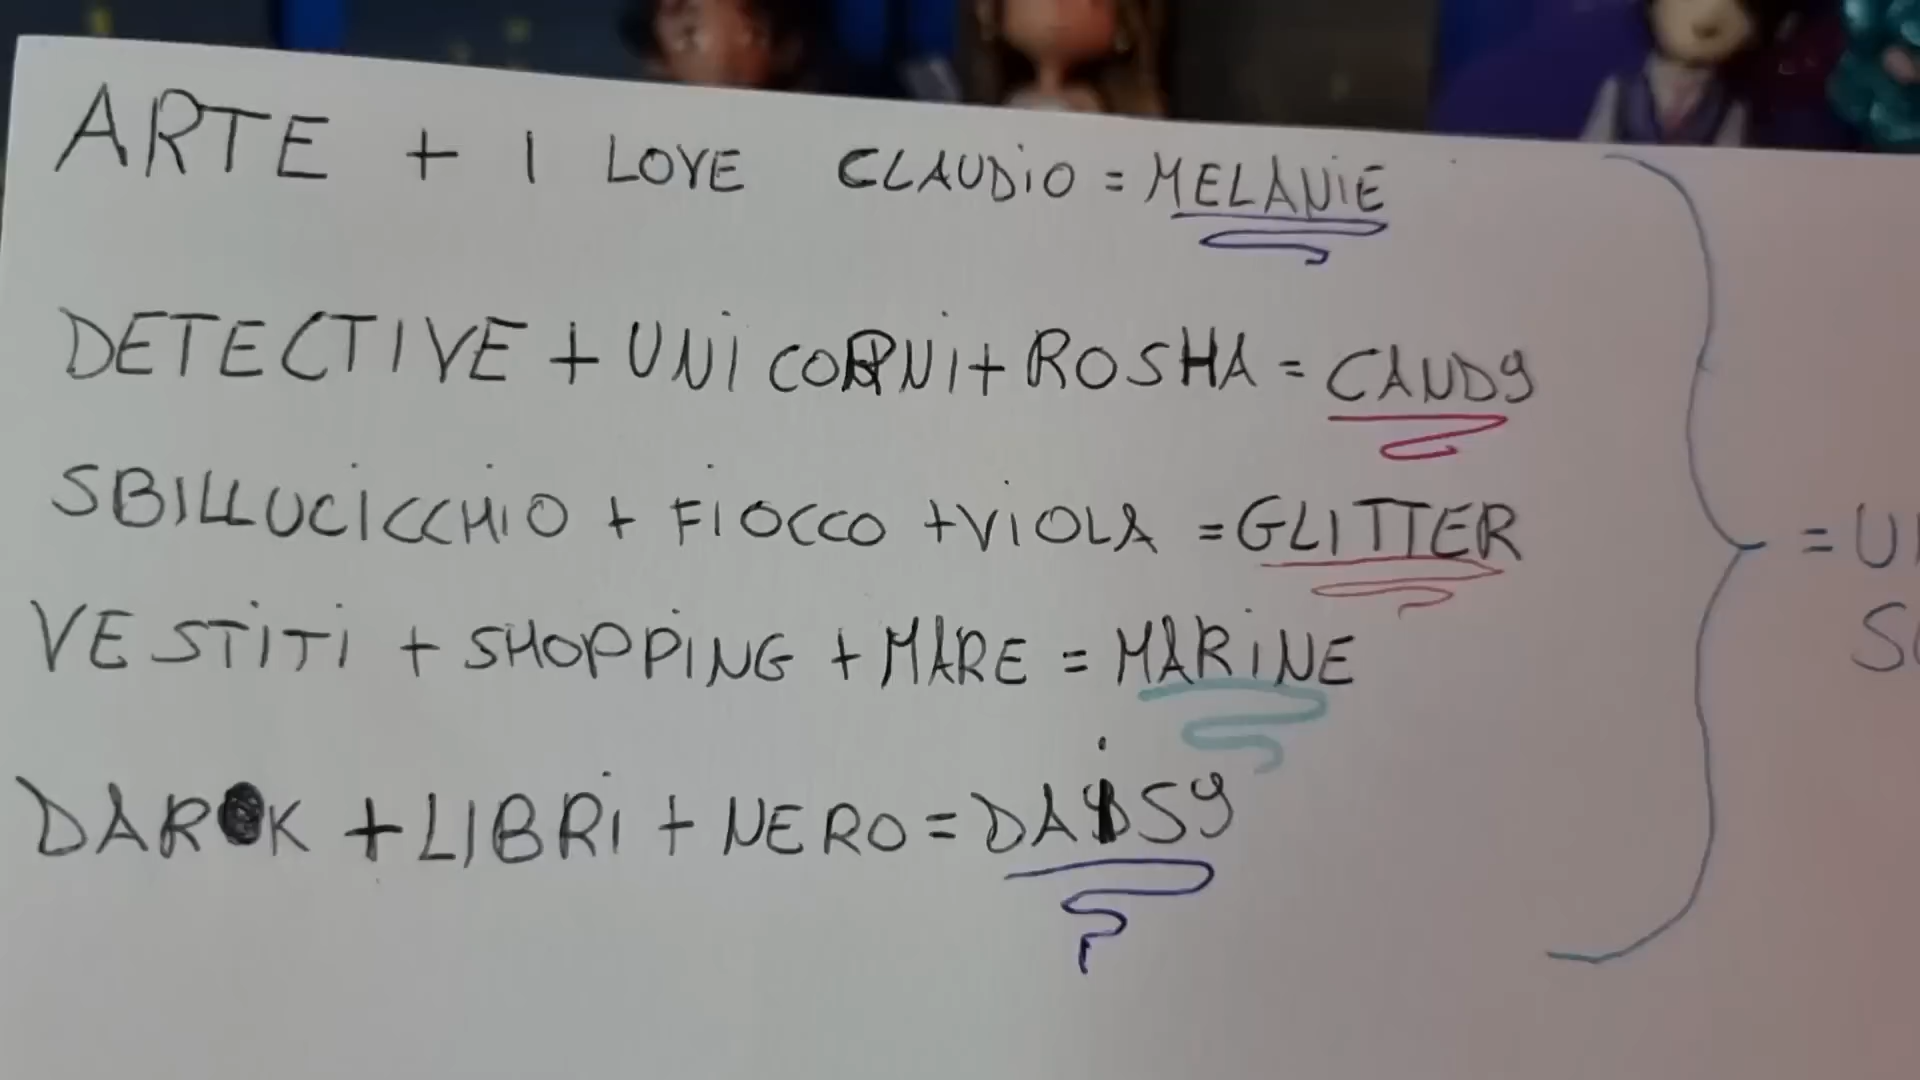 ARTE + I LOVE CLAUDiO = MELANiE
DETECTIVE + UNiCORNi + ROSHA = CANDy
SBILLUCICCHIO + FIOCCO + VIOLA = GLITTER
VESTiTi + SHOPPiNG + MARE = MARiNE
DARK + LIBRi + NERO = DAiSy
=